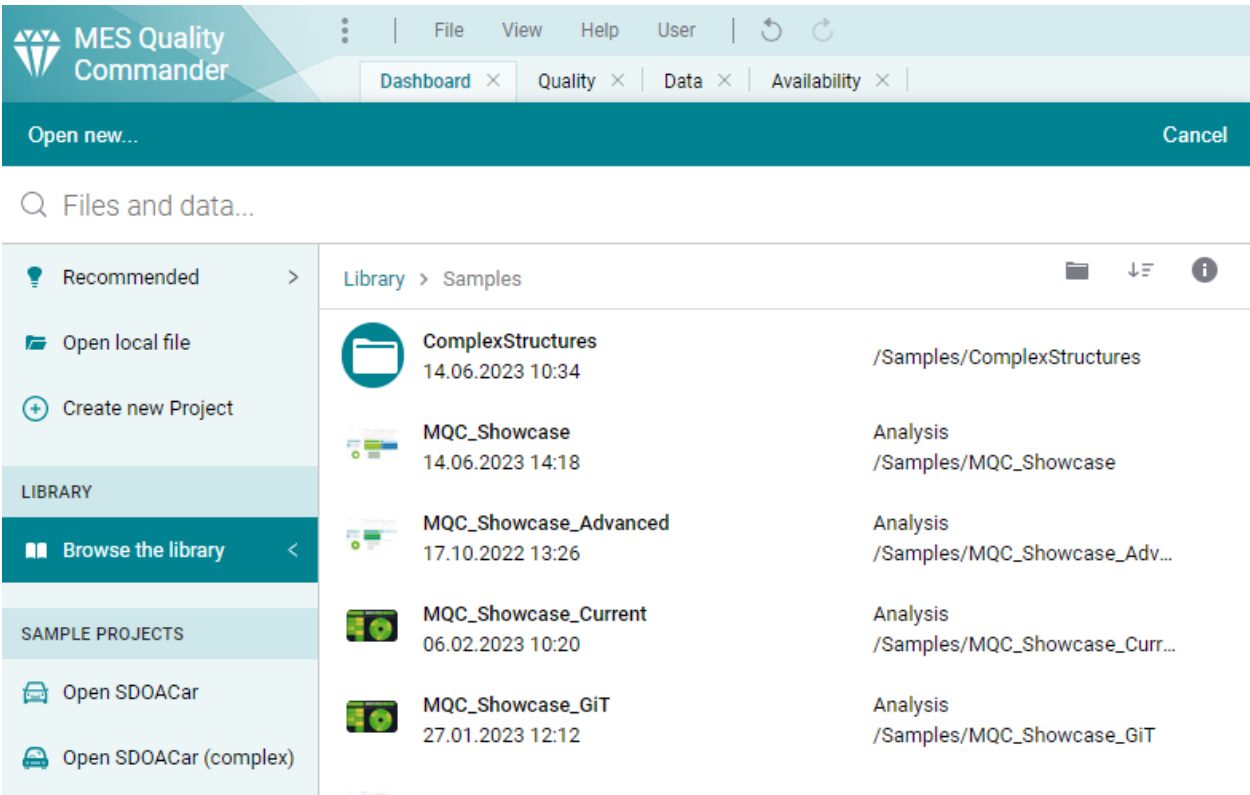 MES Quality
Commander
File View Help User
Dashboard Quality Data Availability
Open new...
Cancel
Files and data...
Recommended
Open local file
Create new Project
LIBRARY
Browse the library
SAMPLE PROJECTS
Open SDOACar
Open SDOACar (complex)
Library > Samples
ComplexStructures
14.06.2023 10:34
/Samples/ComplexStructures
MQC_Showcase
14.06.2023 14:18
Analysis
/Samples/MQC_Showcase
MQC_Showcase_Advanced
17.10.2022 13:26
Analysis
/Samples/MQC_Showcase_Adv...
MQC_Showcase_Current
06.02.2023 10:20
Analysis
/Samples/MQC_Showcase_Curr...
MQC_Showcase_GiT
27.01.2023 12:12
Analysis
/Samples/MQC_Showcase_GiT